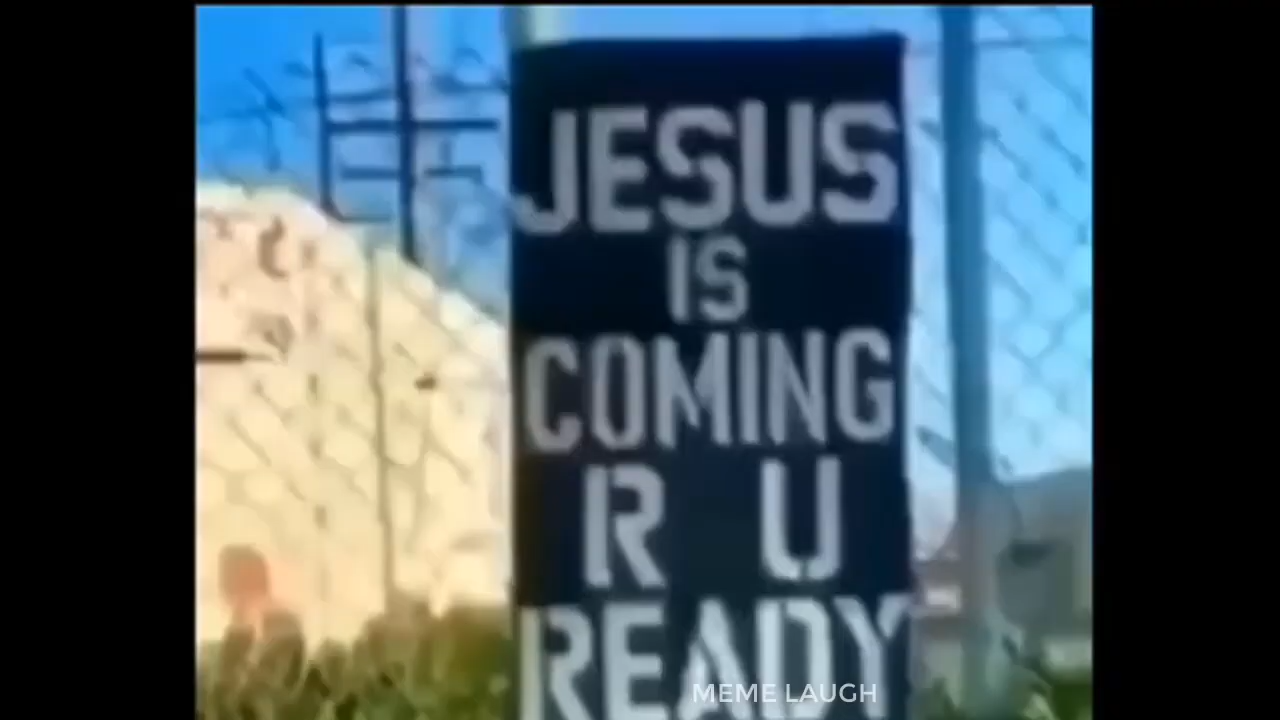 JESUS
IS
COMING
R U
READY
MEME LAUGH